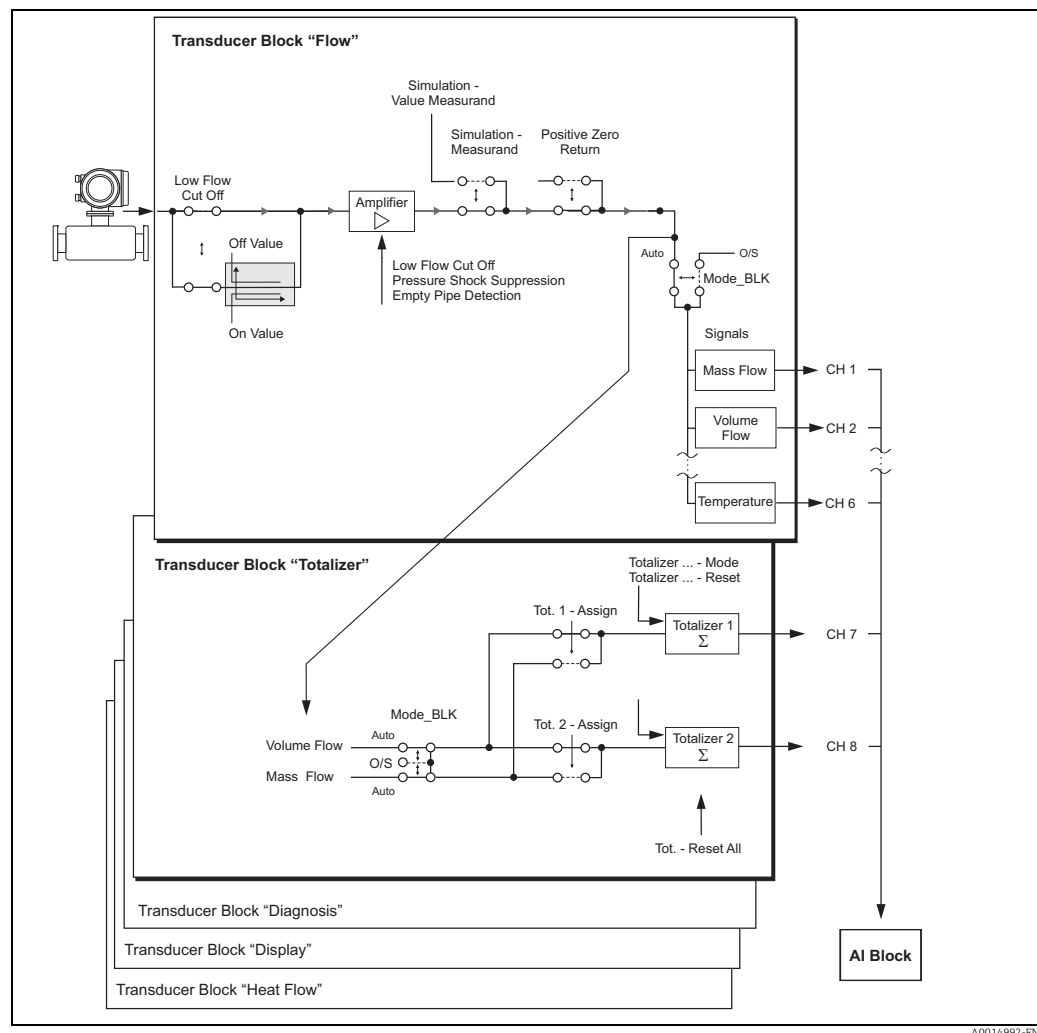 Transducer Block “Flow”
Simulation -
Value Measurand
Simulation -
Measurand
Positive Zero
Return
Low Flow
Cut Off
Amplifier
Off Value
On Value
Low Flow Cut Off
Pressure Shock Suppression
Empty Pipe Detection
Auto
O/S
Mode_BLK
Signals
Mass Flow
CH 1
Volume
Flow
CH 2
Temperature
CH 6
Transducer Block “Totalizer”
Totalizer ... - Mode
Totalizer ... - Reset
Tot. 1 - Assign
Totalizer 1
Σ
CH 7
Mode_BLK
Tot. 2 - Assign
Auto
Volume Flow
O/S
Mass Flow
Auto
Totalizer 2
Σ
CH 8
Tot. - Reset All
Transducer Block “Diagnosis”
Transducer Block “Display”
Transducer Block “Heat Flow”
AI Block
A0014992-EN